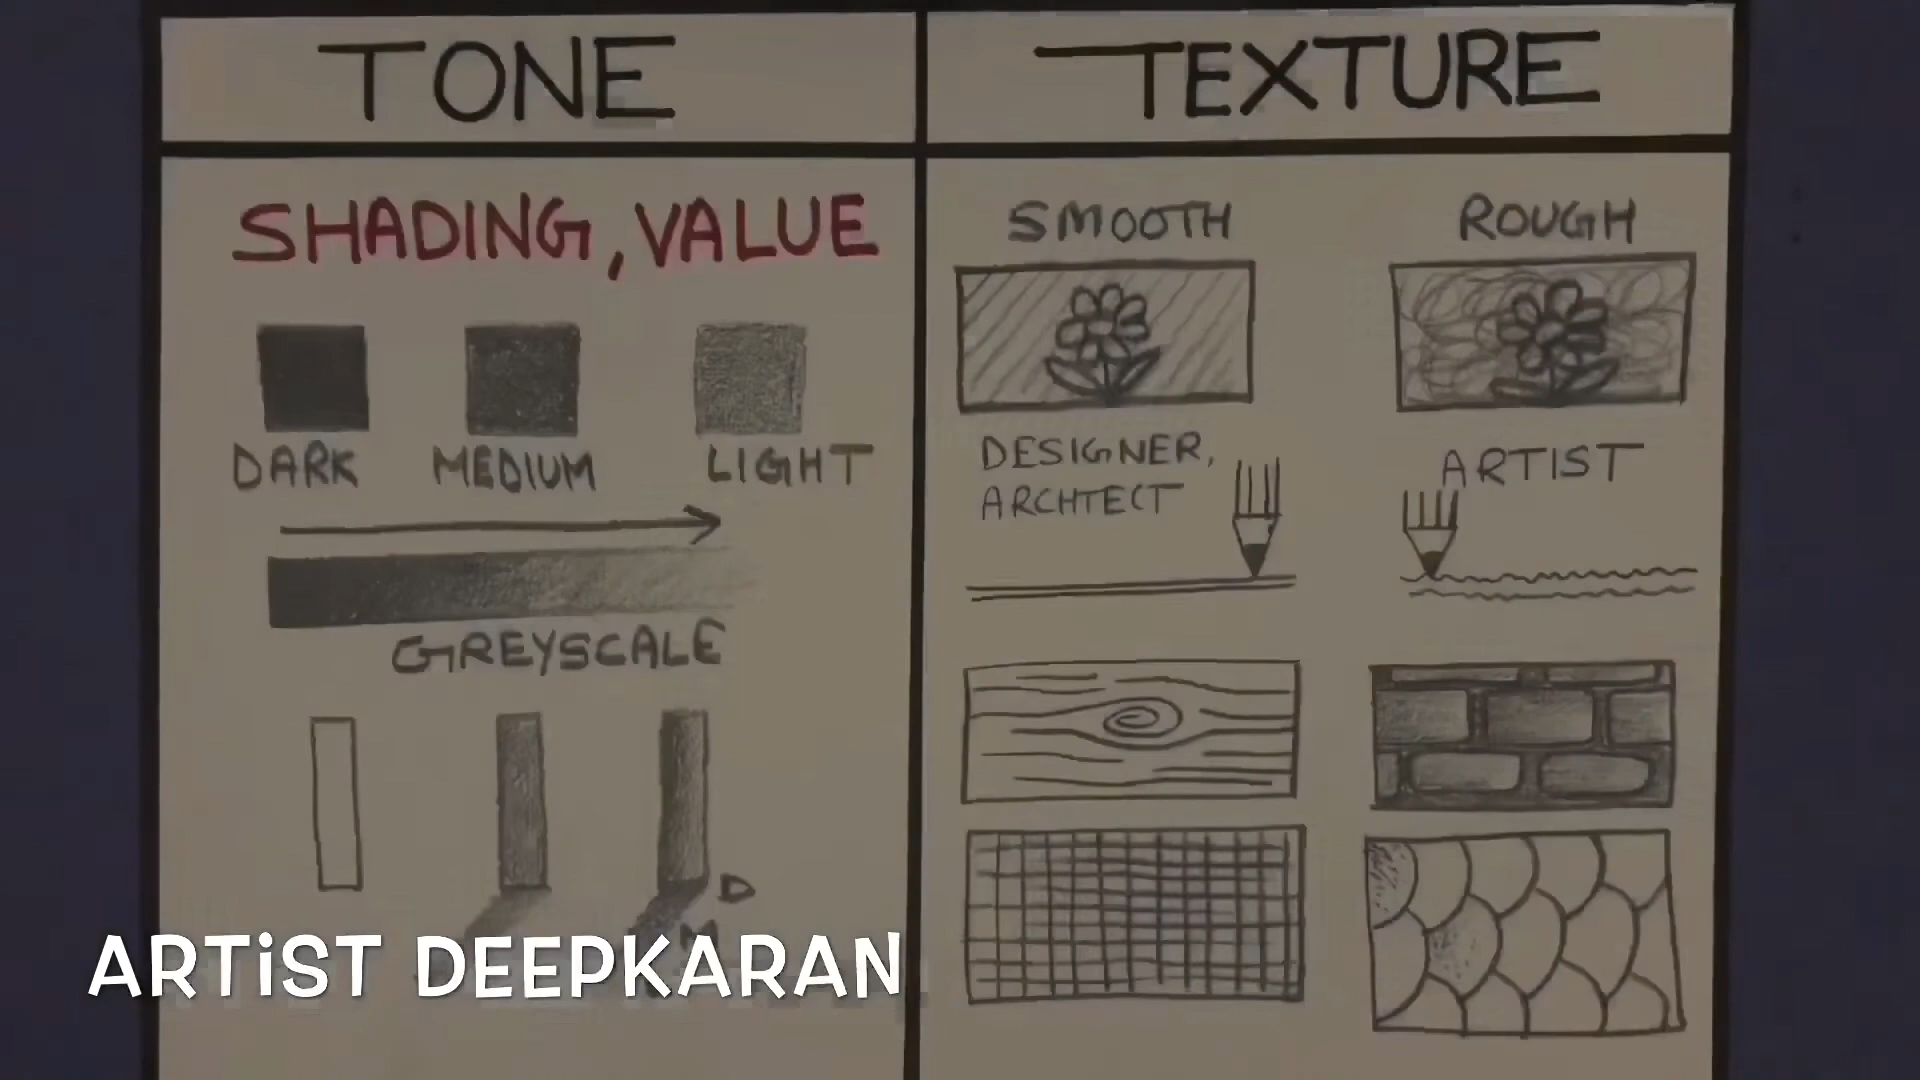 TONE
TEXTURE
SHADING, VALUE
DARK MEDIUM LIGHT
GREYSCALE
D
M
SMOOTH ROUGH
DESIGNER,
ARCHTECT
ARTIST
ARTiST DEEPKARAN